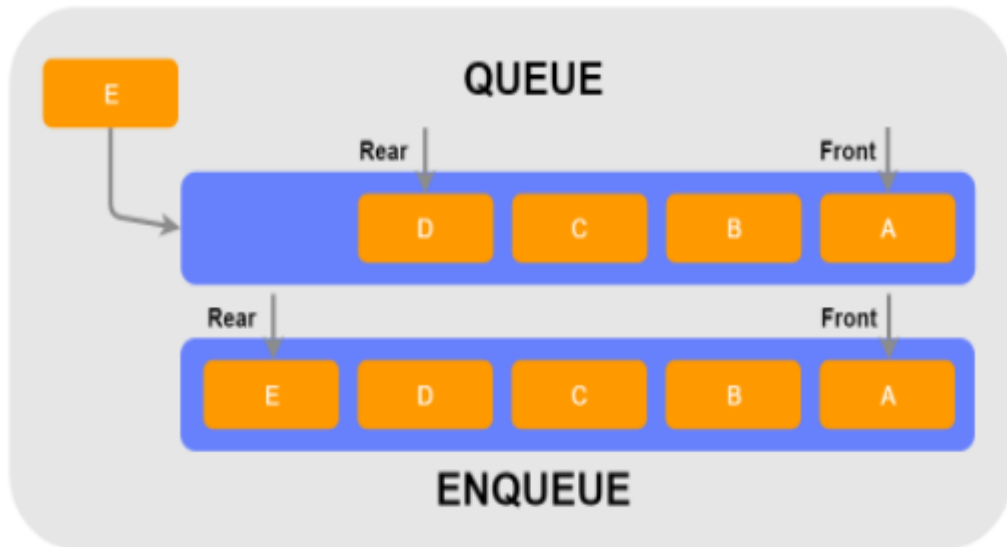 QUEUE
E
Rear Front
D C B A
Rear Front
E D C B A
ENQUEUE